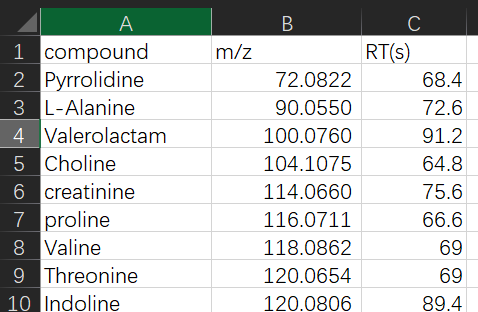 A B C
1 compound m/z RT(s)
2 Pyrrolidine 72.0822 68.4
3 L-Alanine 90.0550 72.6
4 Valerolactam 100.0760 91.2
5 Choline 104.1075 64.8
6 creatinine 114.0660 75.6
7 proline 116.0711 66.6
8 Valine 118.0862 69
9 Threonine 120.0654 69
10 Indoline 120.0806 89.4